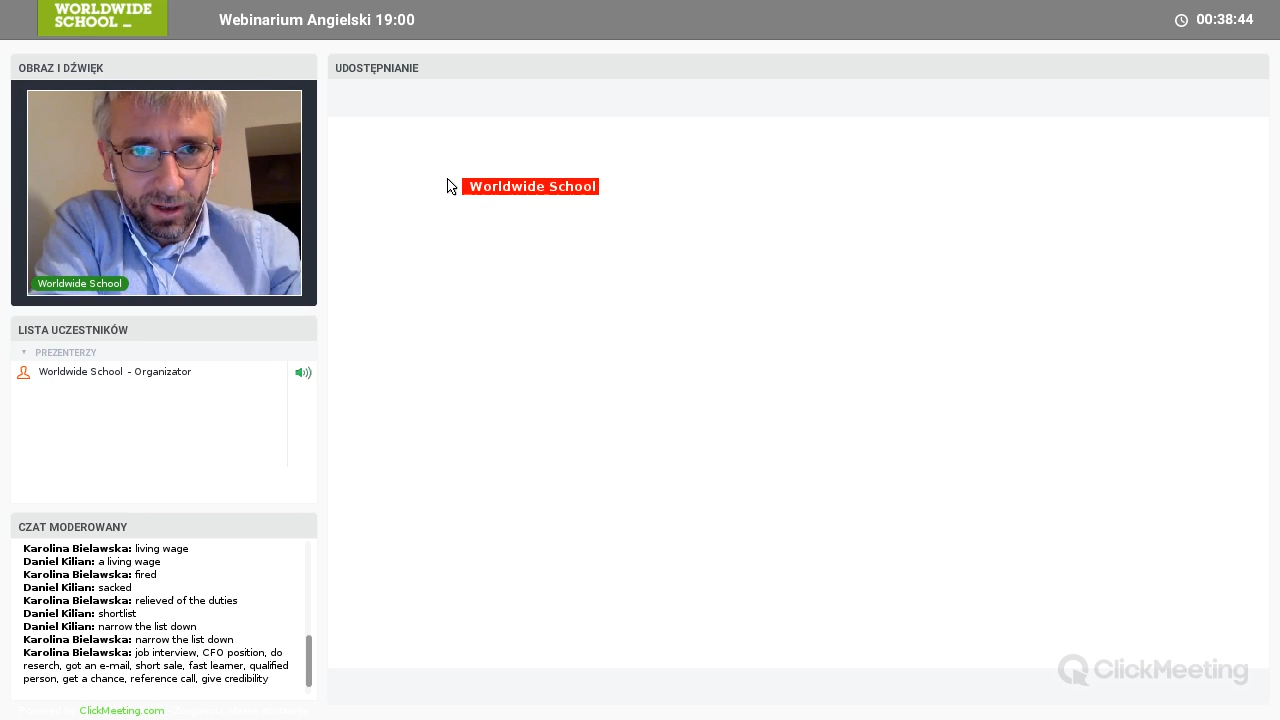 WORLDWIDE
SCHOOL
Webinarium Angielski 19:00
00:38:44
OBRAZ I DŹWIĘK
UDOSTĘPNIANIE
Worldwide School
Worldwide School
LISTA UCZESTNIKÓW
PREZENTERZY
Worldwide School - Organizator
CZAT MODEROWANY
Karolina Bielawska: living wage
Daniel Kilian: a living wage
Karolina Bielawska: fired
Daniel Kilian: sacked
Karolina Bielawska: relieved of the duties
Daniel Kilian: shortlist
Daniel Kilian: narrow the list down
Karolina Bielawska: narrow the list down
Karolina Bielawska: job interview, CFO position, do
reserch, got an e-mail, short sale, fast learner, qualified
person, get a chance, reference call, give credibility
ClickMeeting
ClickMeeting.com